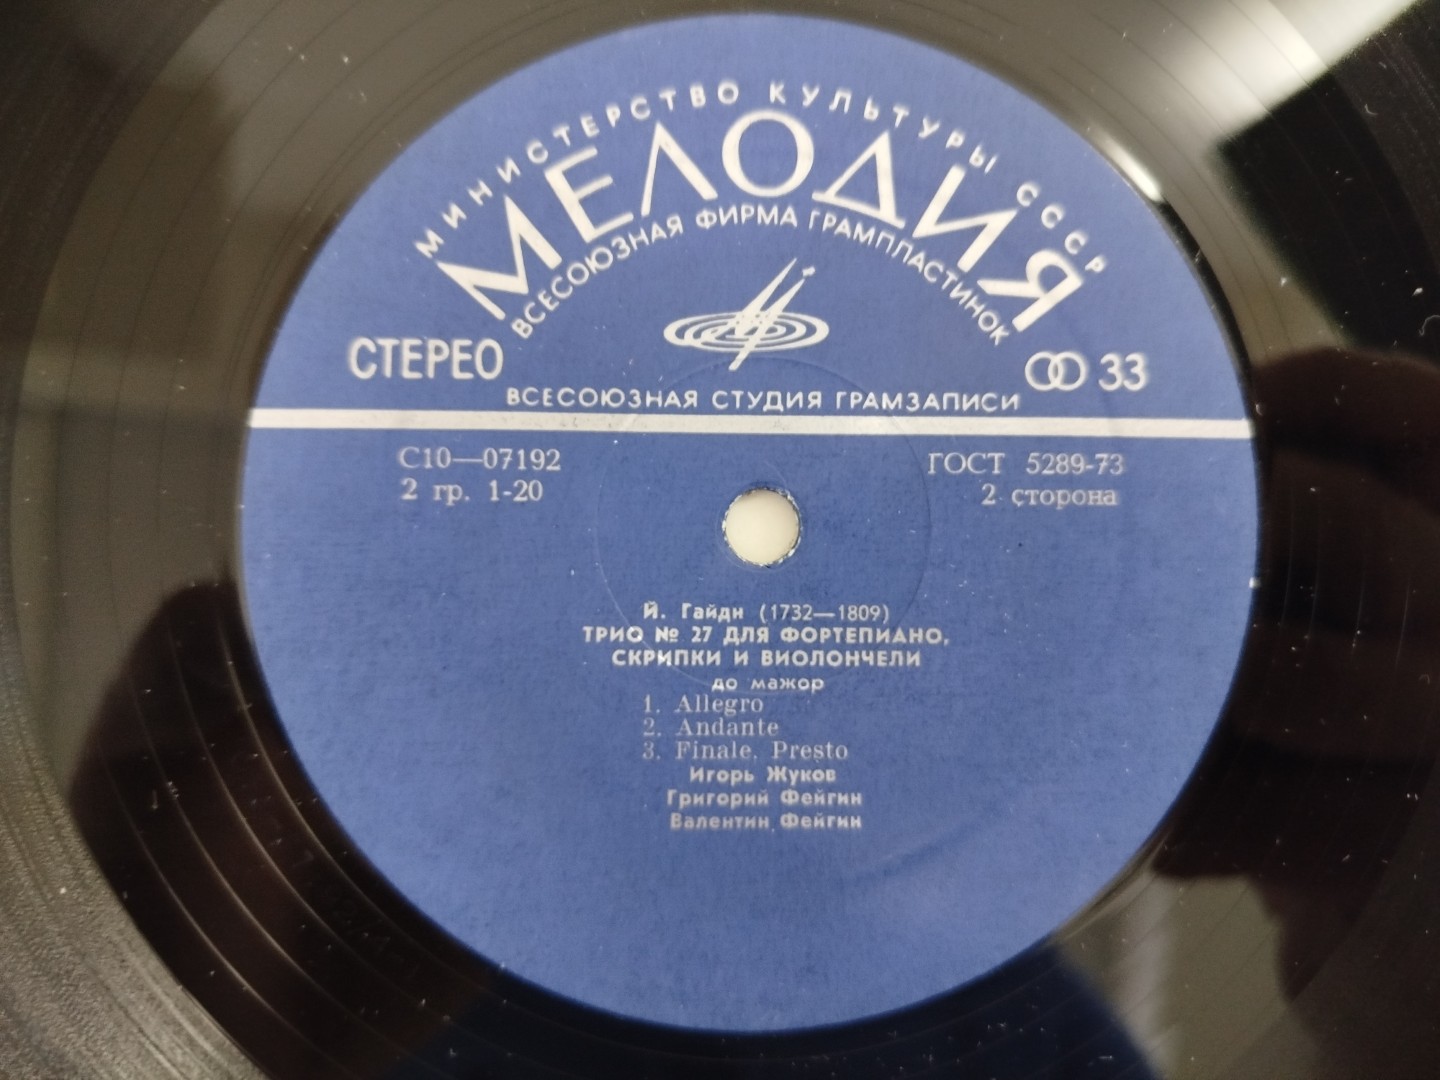 МИНИСТЕРСТВО КУЛЬТУРЫ СССР
МЕЛОДИЯ
ВСЕСОЮЗНАЯ ФИРМА ГРАМПЛАСТИНОК
СТЕРЕО
33
ВСЕСОЮЗНАЯ СТУДИЯ ГРАМЗАПИСИ
С10—07192
ГОСТ 5289-73
2 гр. 1-20
2 сторона
Й. Гайдн (1732—1809)
ТРИО № 27 ДЛЯ ФОРТЕПИАНО,
СКРИПКИ И ВИОЛОНЧЕЛИ
до мажор
1. Allegro
2. Andante
3. Finale. Presto
Игорь Жуков
Григорий Фейгин
Валентин Фейгин